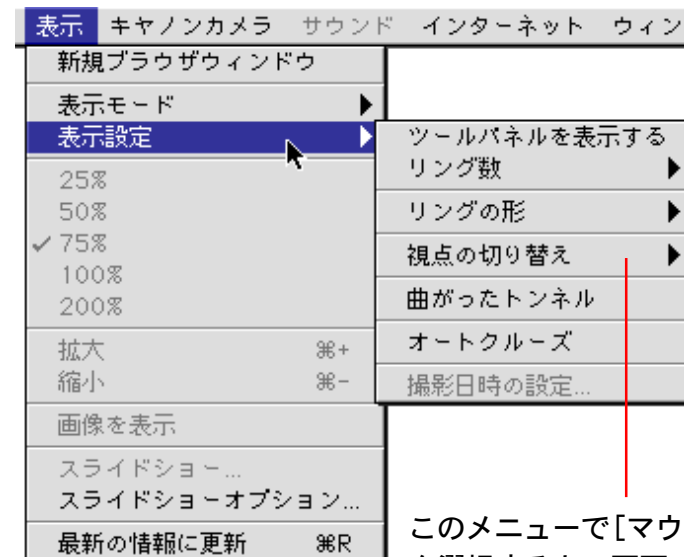 表示 キヤノンカメラ サウンド インターネット ウィン
新規ブラウザウィンドウ
表示モード
表示設定
25%
50%
✓ 75%
100%
200%
拡大 ⌘+
縮小 ⌘-
画像を表示
スライドショー...
スライドショーオプション...
最新の情報に更新 ⌘R
ツールパネルを表示する
リング数
リングの形
視点の切り替え
曲がったトンネル
オートクルーズ
撮影日時の設定...
このメニューで[マウ